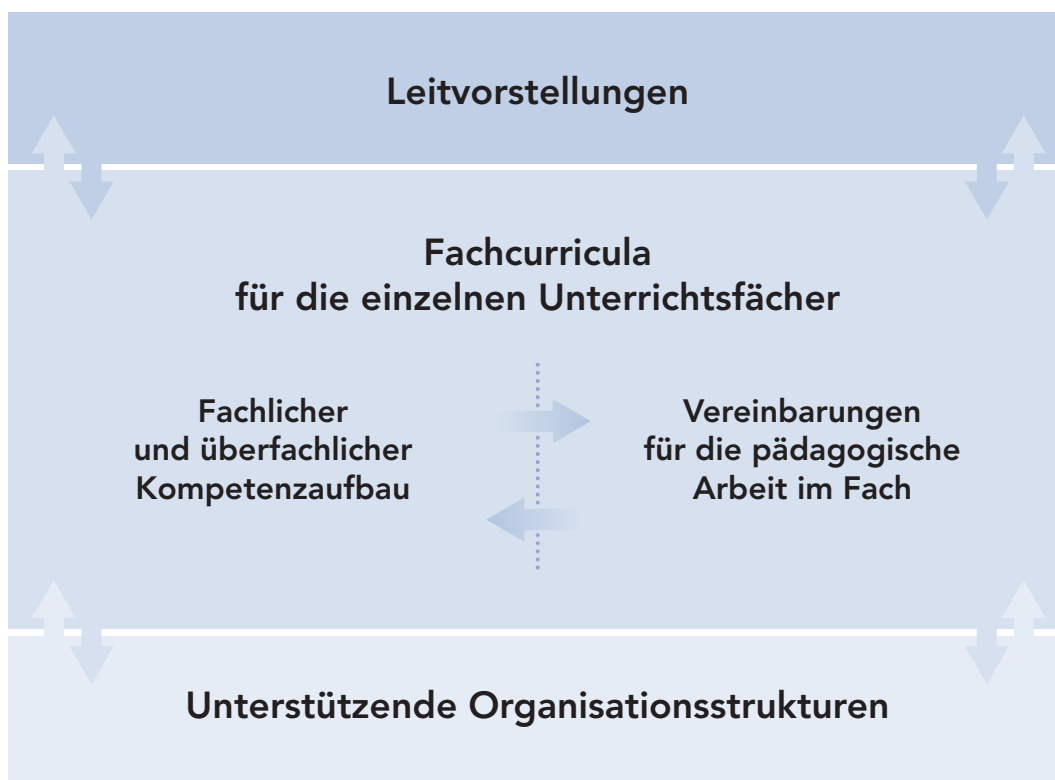 Leitvorstellungen
Fachcurricula
für die einzelnen Unterrichtsfächer
Fachlicher
und überfachlicher
Kompetenzaufbau
Vereinbarungen
für die pädagogische
Arbeit im Fach
Unterstützende Organisationsstrukturen